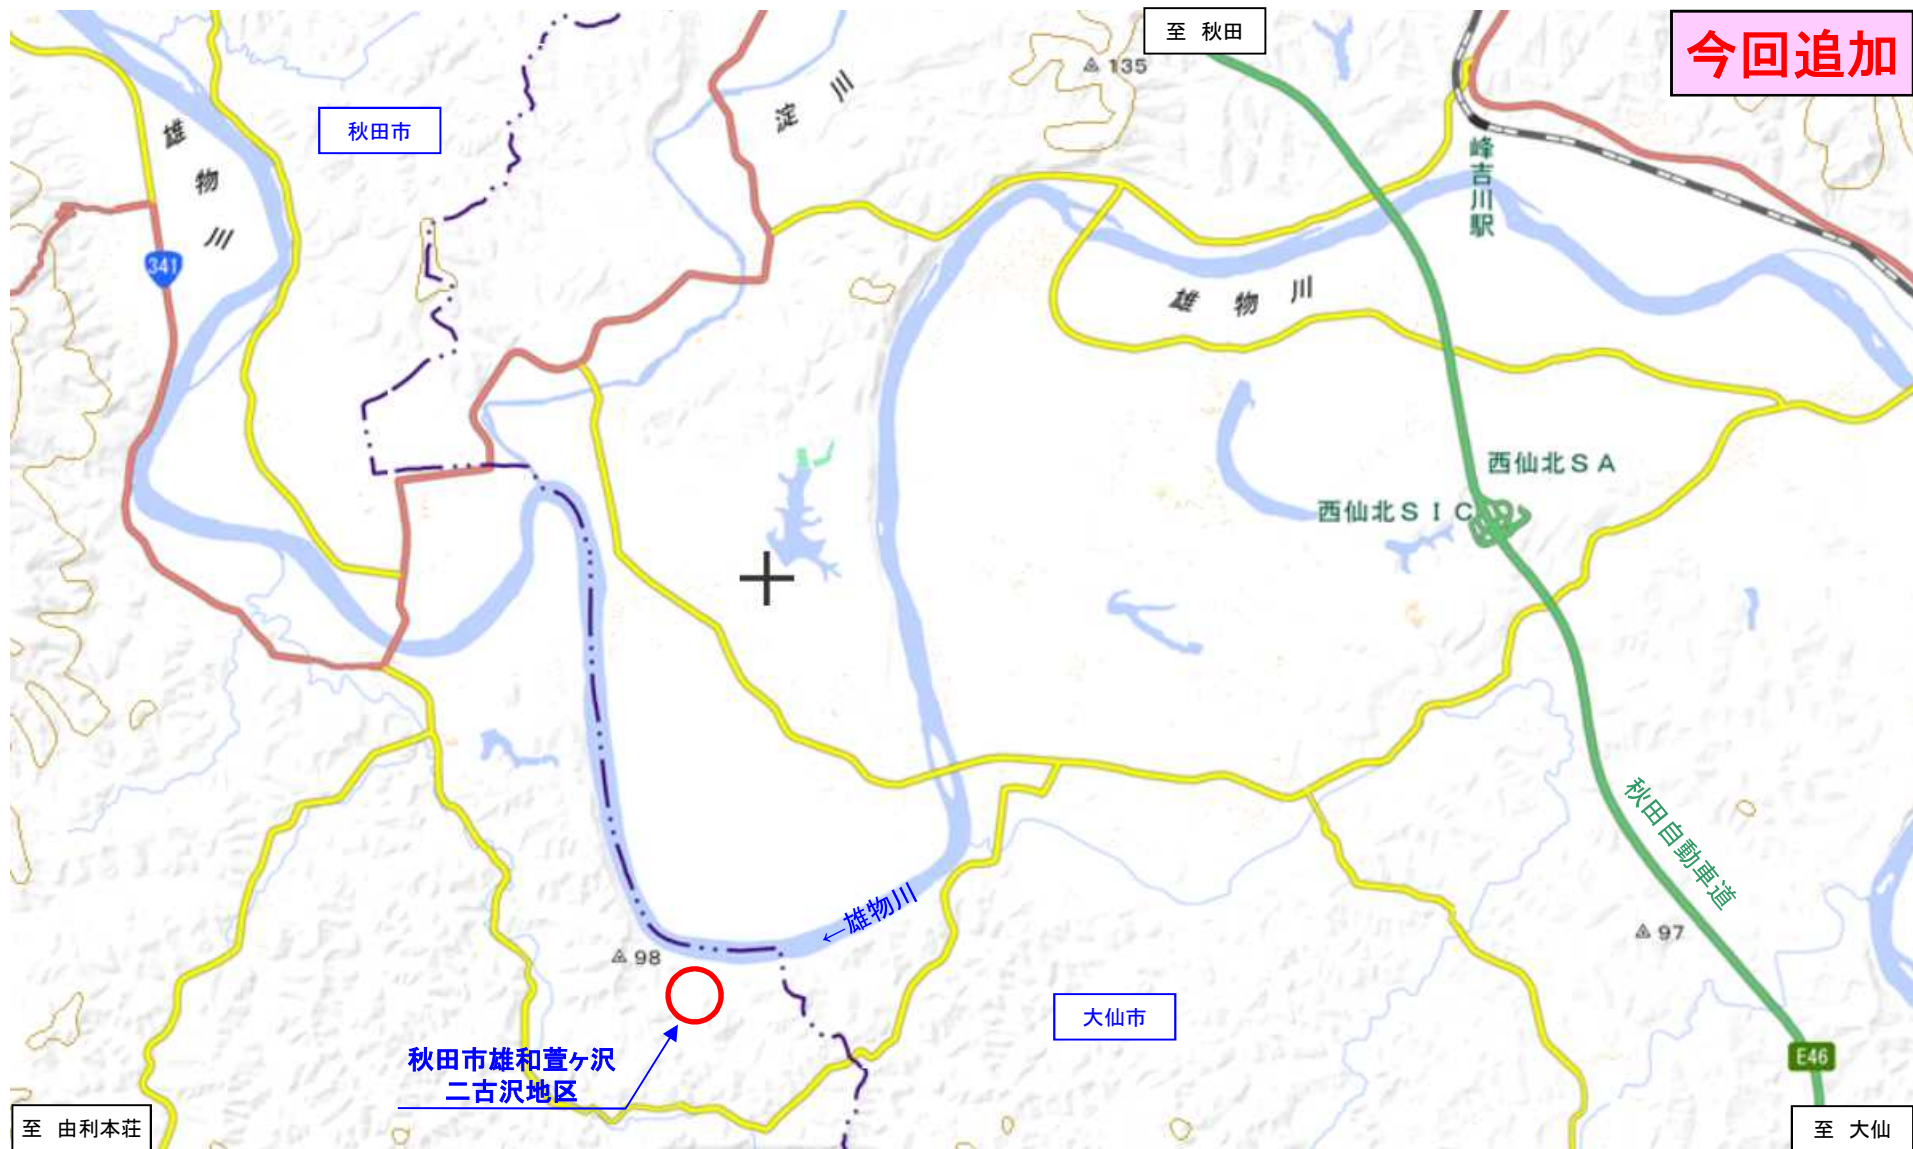 至 秋田
今回追加
135
淀川
秋田市
雄物川
峰吉川駅
341
雄物川
西仙北SA
西仙北SIC
秋田自動車道
←雄物川
97
98
大仙市
秋田市雄和萱ヶ沢
二古沢地区
E46
至 由利本荘
至 大仙